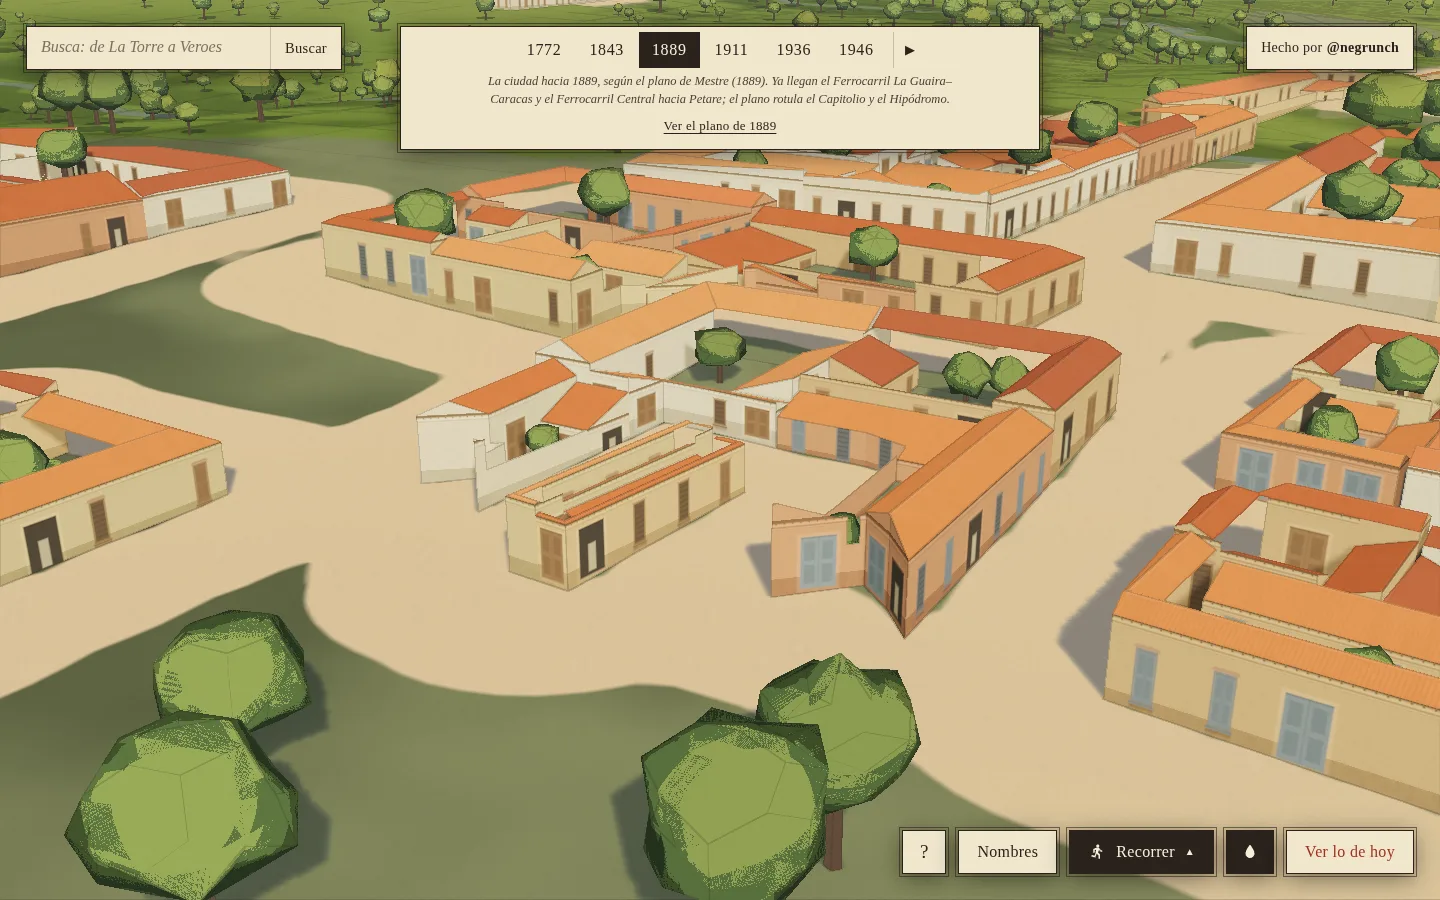 Busca: de La Torre a Veroes
Buscar
1772 1843 1889 1911 1936 1946 ▶
La ciudad hacia 1889, según el plano de Mestre (1889). Ya llegan el Ferrocarril La Guaira–
Caracas y el Ferrocarril Central hacia Petare; el plano rotula el Capitolio y el Hipódromo.
Ver el plano de 1889
Hecho por @negrunch
?
Nombres
Recorrer ▲
Ver lo de hoy